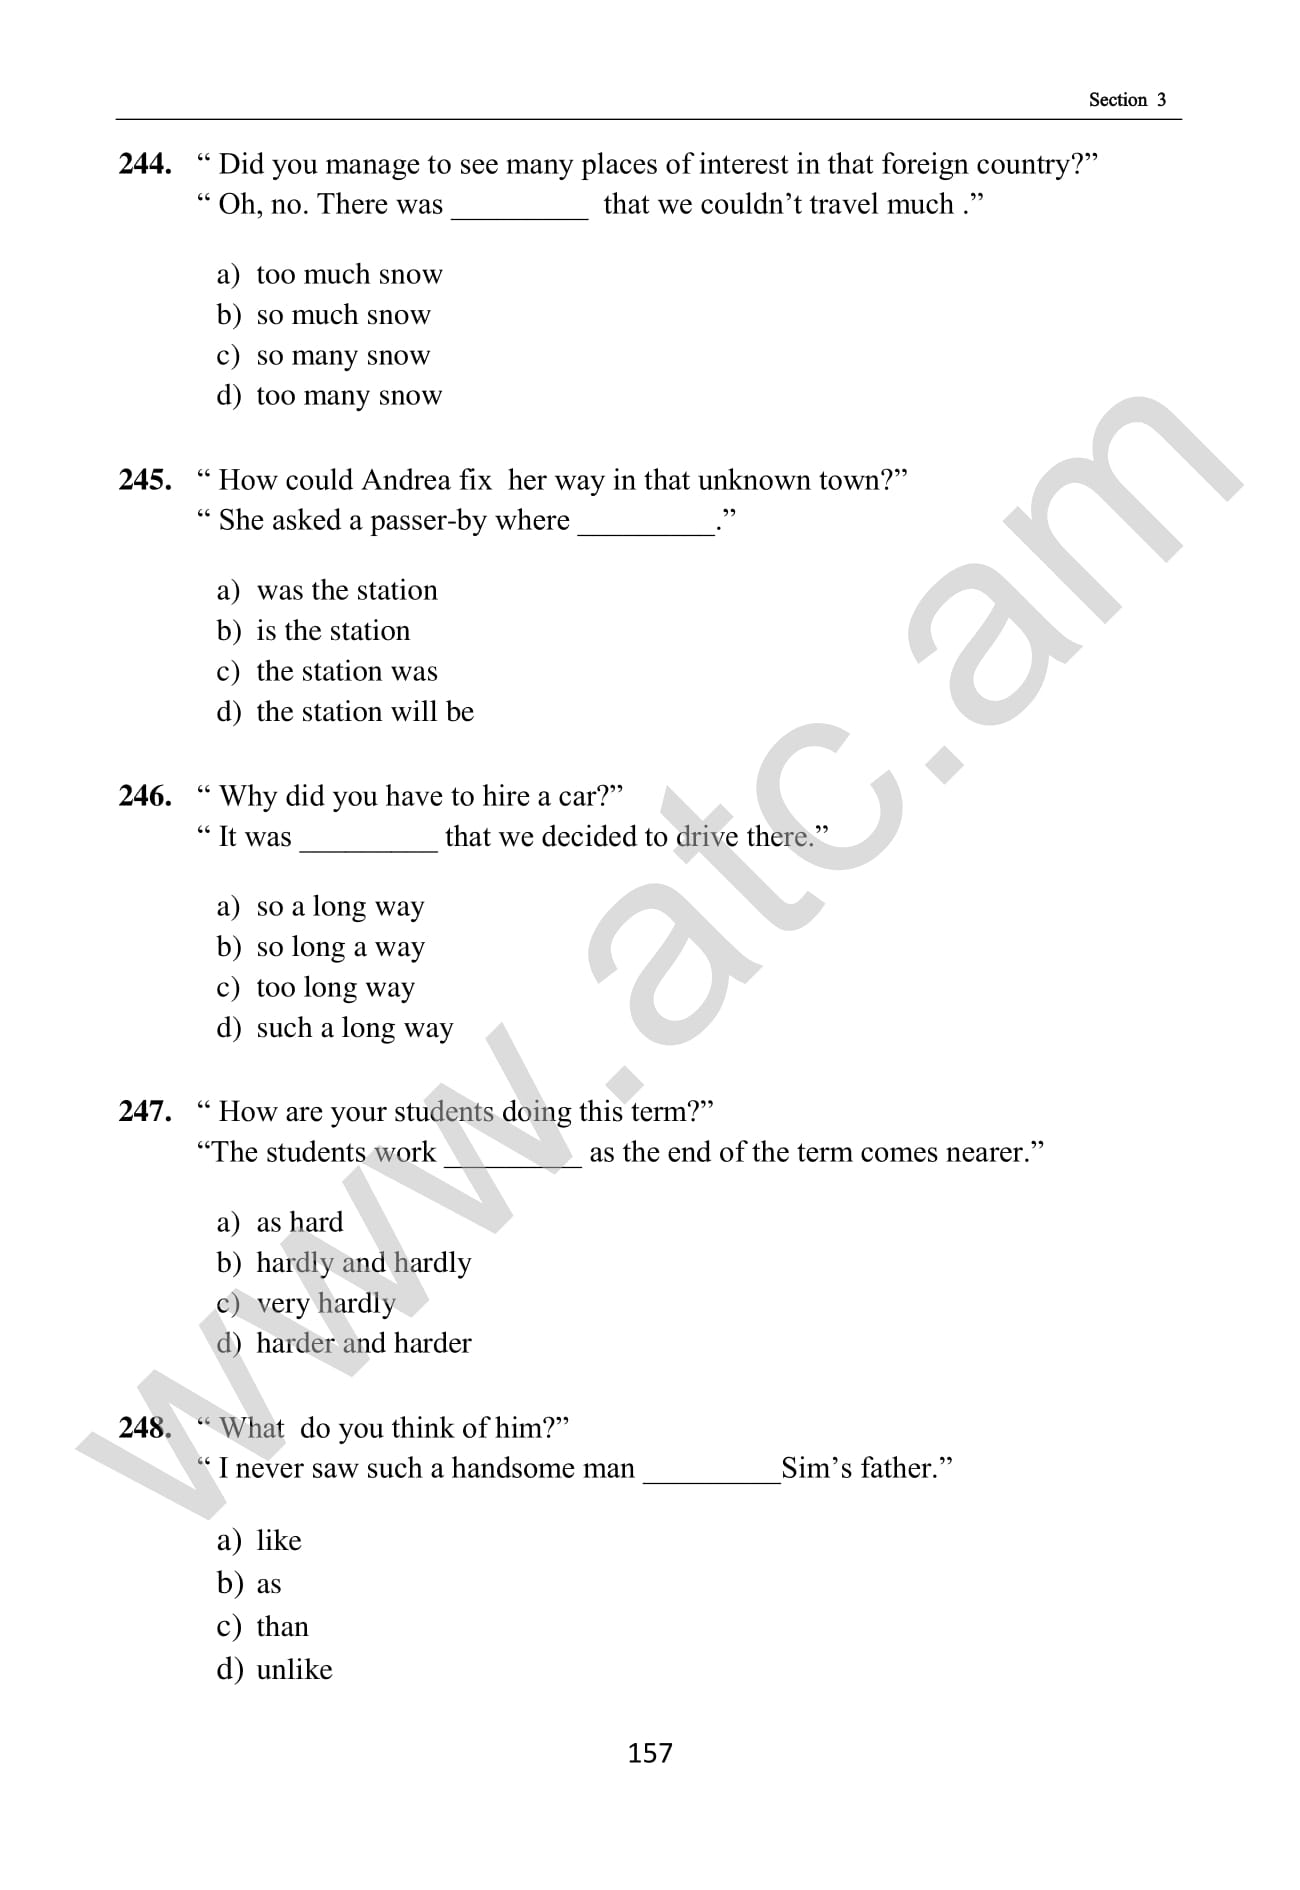 Section 3
244. “ Did you manage to see many places of interest in that foreign country?”
“ Oh, no. There was _________ that we couldn’t travel much .”
a) too much snow
b) so much snow
c) so many snow
d) too many snow
245. “ How could Andrea fix her way in that unknown town?”
“ She asked a passer-by where _________.”
a) was the station
b) is the station
c) the station was
d) the station will be
246. “ Why did you have to hire a car?”
“ It was _________ that we decided to drive there.”
a) so a long way
b) so long a way
c) too long way
d) such a long way
247. “ How are your students doing this term?”
“The students work _________ as the end of the term comes nearer.”
a) as hard
b) hardly and hardly
c) very hardly
d) harder and harder
248. “ What do you think of him?”
“ I never saw such a handsome man _________Sim’s father.”
a) like
b) as
c) than
d) unlike
157
www.atc.am